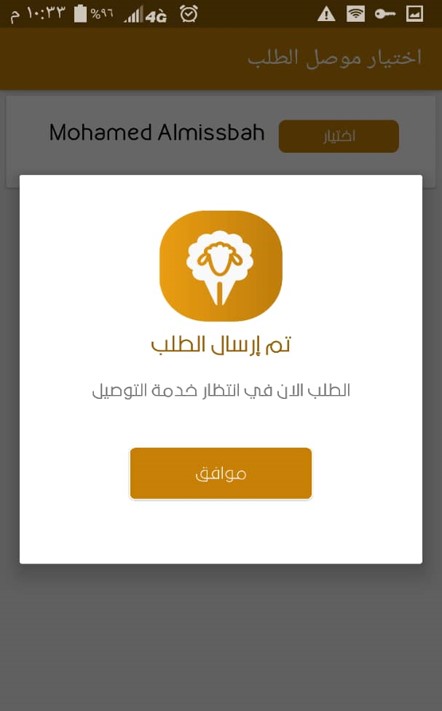 ١٠:٣٣ م ٩٦% 4G
اختيار موصل الطلب
Mohamed Almissbah اختيار
تم إرسال الطلب
الطلب الان في انتظار خدمة التوصيل
موافق